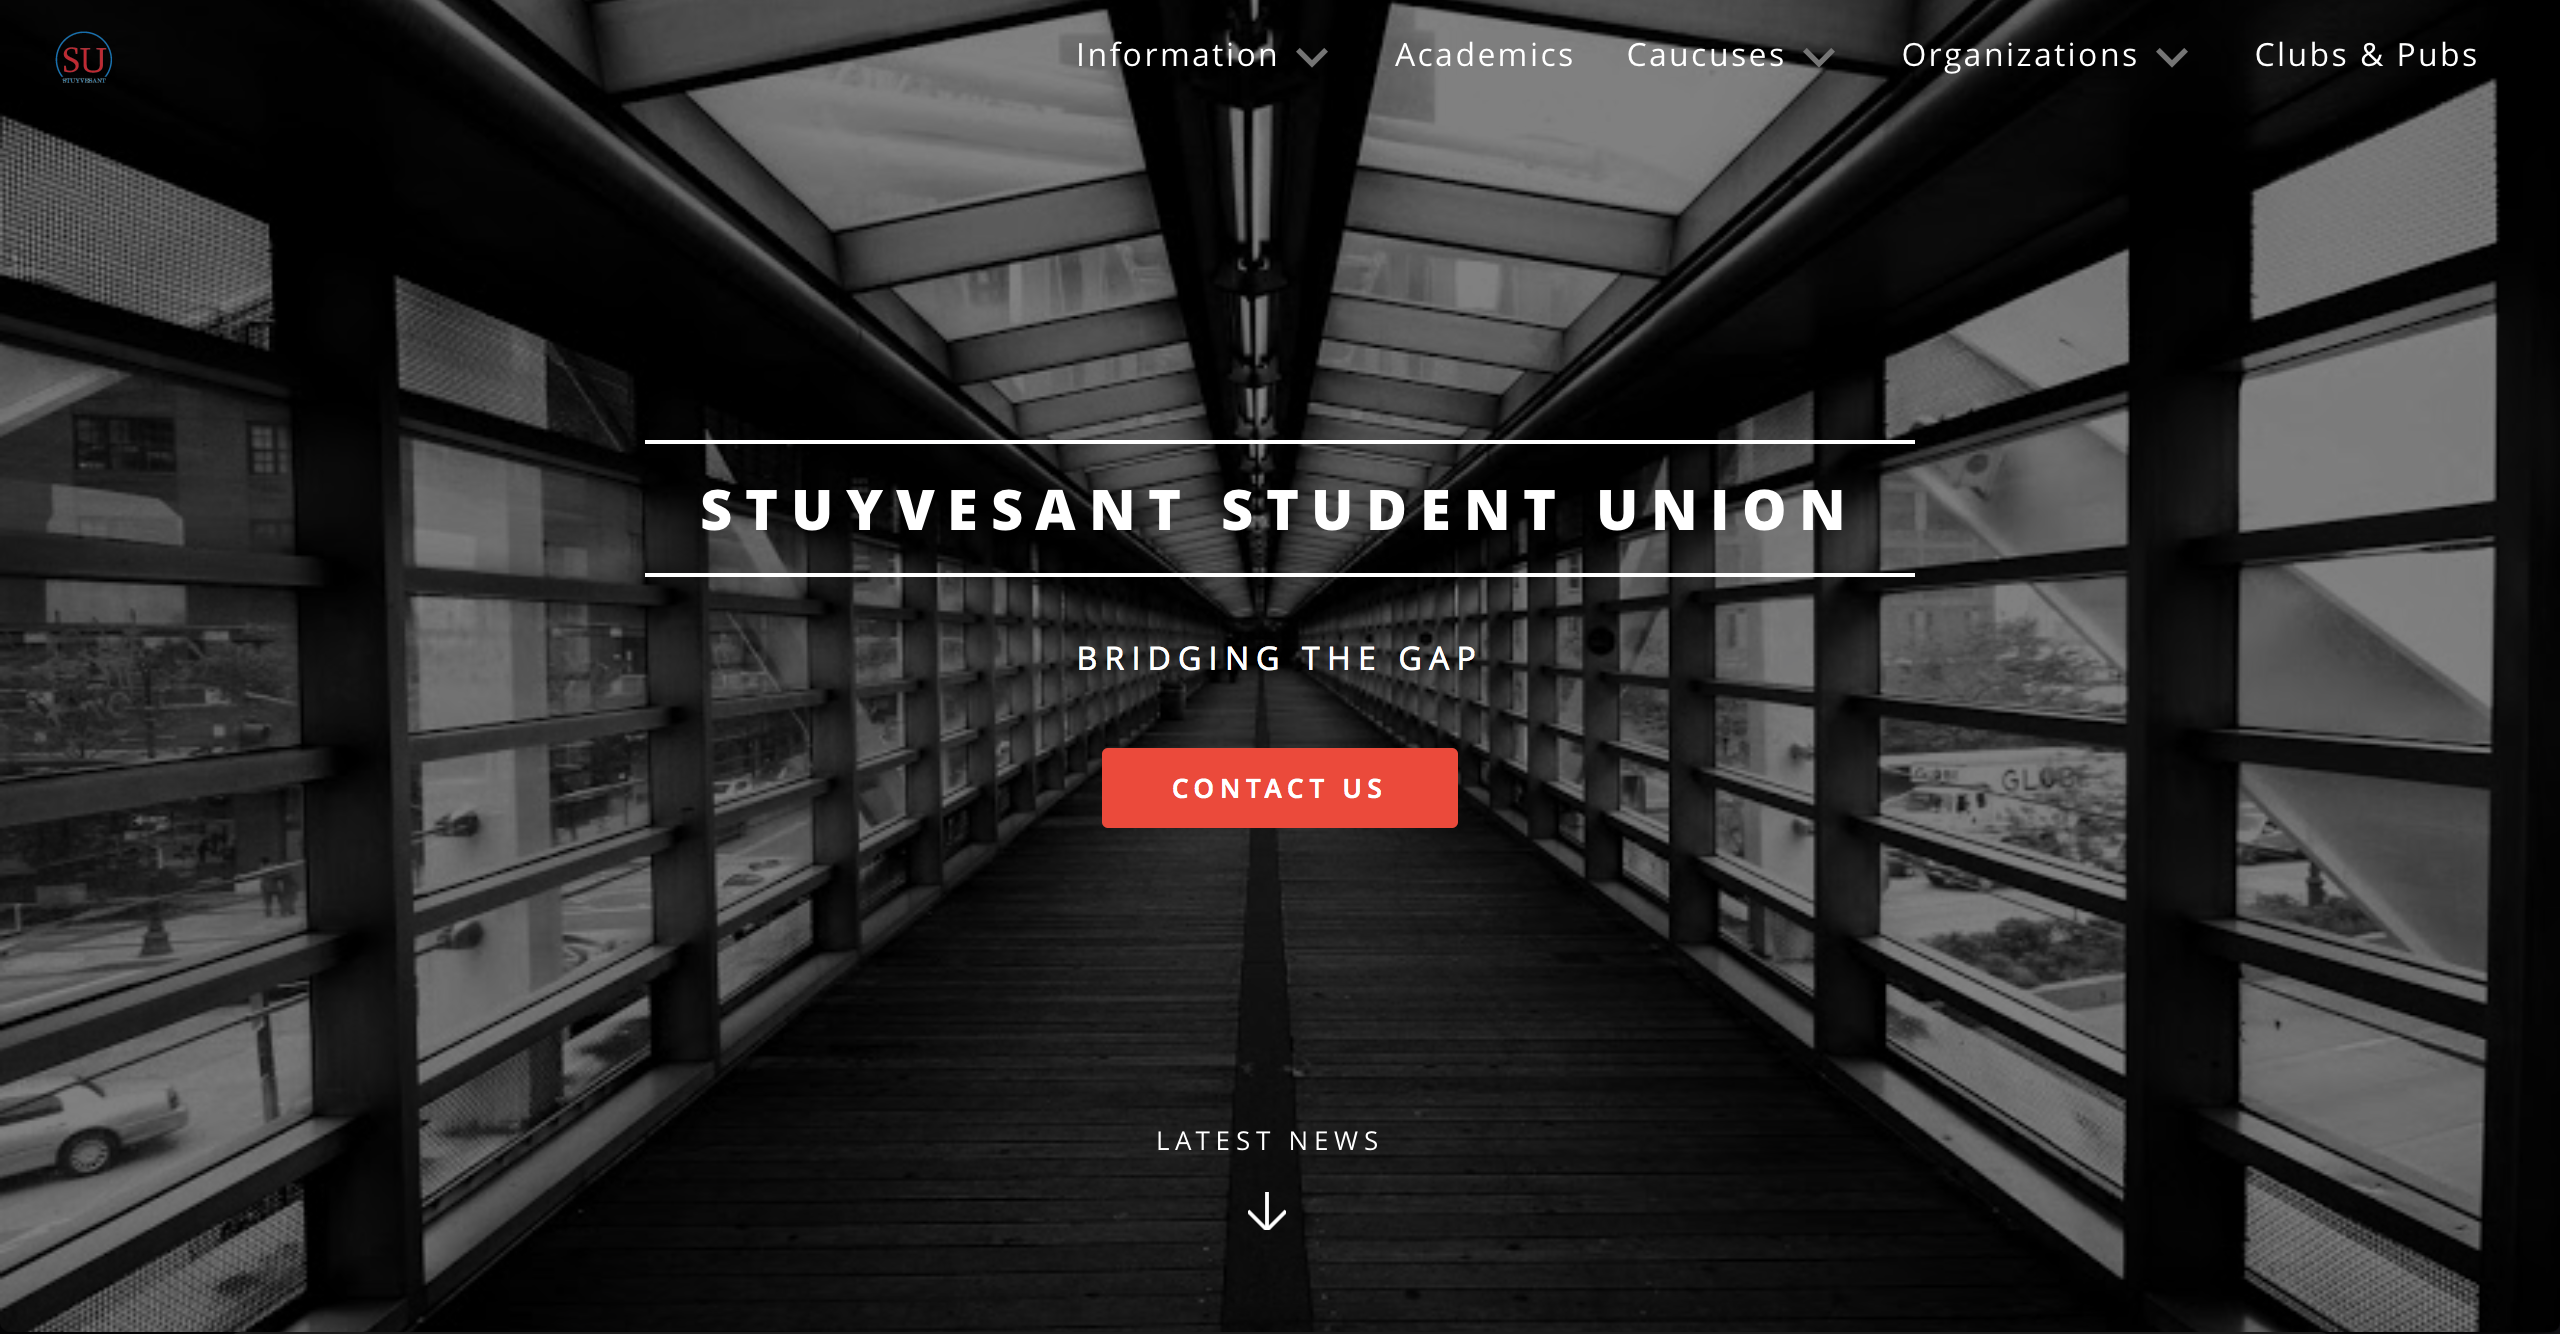 SU
STUYVESANT
Information
Academics
Caucuses
Organizations
Clubs & Pubs
STUYVESANT STUDENT UNION
BRIDGING THE GAP
CONTACT US
LATEST NEWS